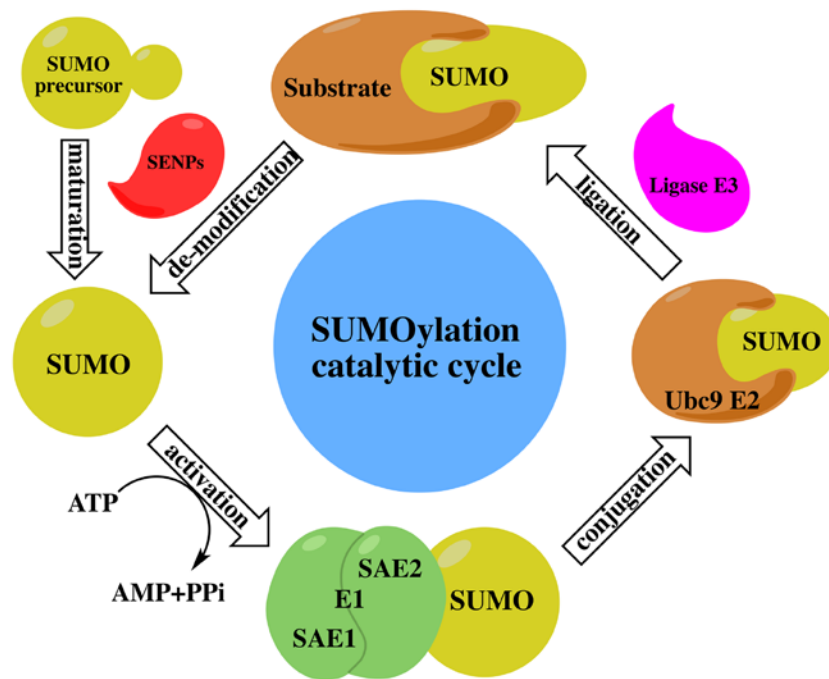 SUMO
precursor
Substrate
SUMO
SENPs
Ligase E3
maturation
de-modification
ligation
SUMOylation
catalytic cycle
SUMO
SUMO
Ubc9 E2
activation
conjugation
ATP
AMP+PPi
SAE2
E1
SUMO
SAE1